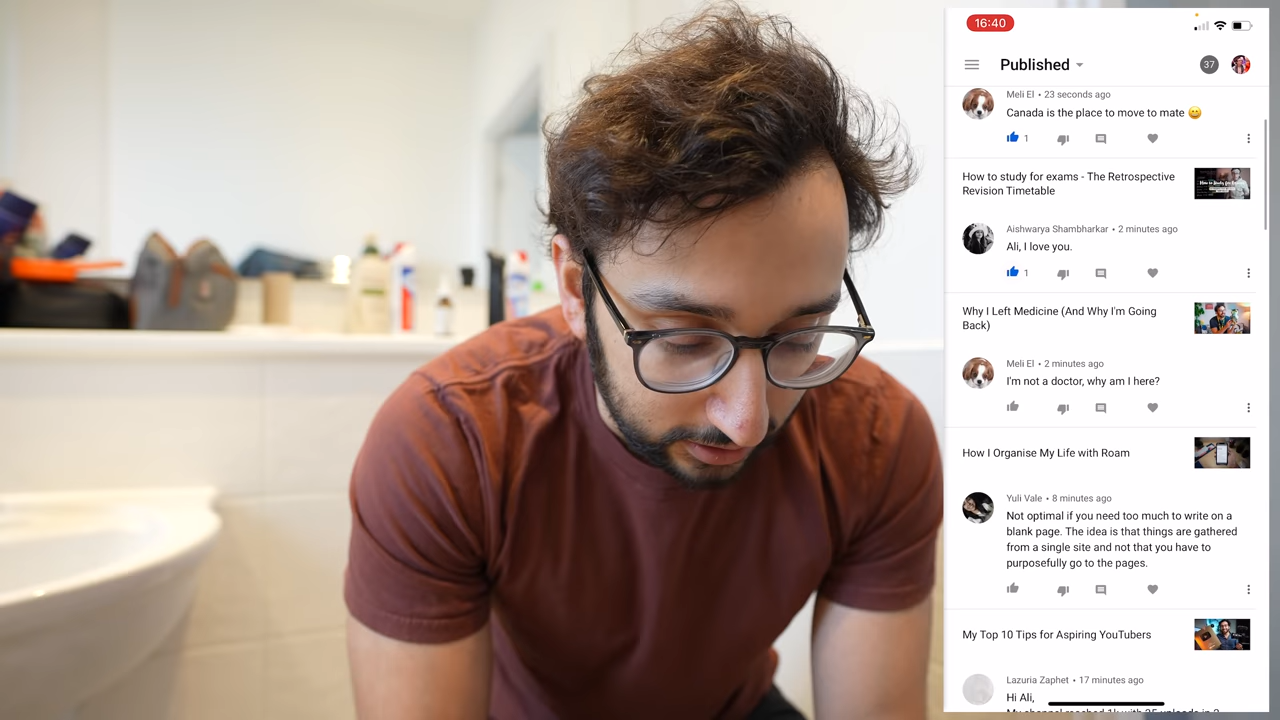 16:40
Published
37
Meli El • 23 seconds ago
Canada is the place to move to mate 😄
1
How to study for exams - The Retrospective
Revision Timetable
Aishwarya Shambharkar • 2 minutes ago
Ali, I love you.
1
Why I Left Medicine (And Why I'm Going
Back)
Meli El • 2 minutes ago
I'm not a doctor, why am I here?
How I Organise My Life with Roam
Yuli Vale • 8 minutes ago
Not optimal if you need too much to write on a
blank page. The idea is that things are gathered
from a single site and not that you have to
purposefully go to the pages.
My Top 10 Tips for Aspiring YouTubers
Lazuria Zaphet • 17 minutes ago
Hi Ali,